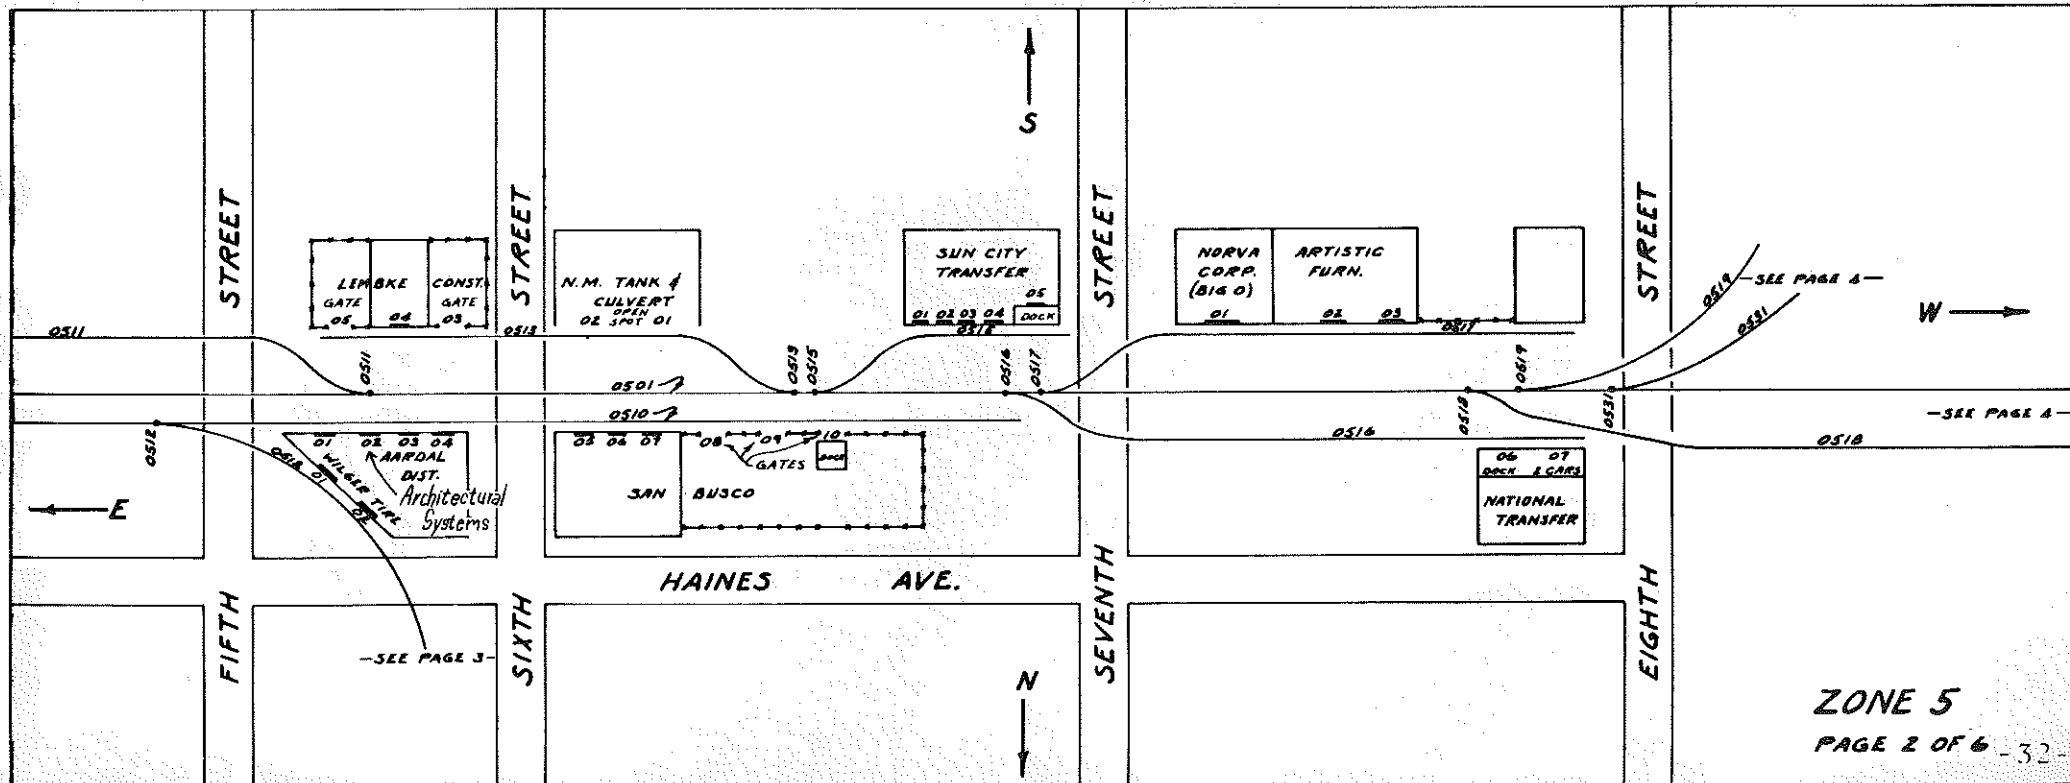 S
STREET
STREET
STREET
STREET
LEMBKE CONST.
GATE GATE
05 04 03
N.M. TANK &
CULVERT
OPEN
02 SPOT 01
SUN CITY
TRANSFER
05
01 02 03 04 DOCK
NORVA
CORP.
(BIG O)
01
ARTISTIC
FURN.
02 03
0519
-SEE PAGE 6-
0531
W
0511
0513
0517
0511
0501
0513
0515
0516
0517
0519
0510
0518
0531
-SEE PAGE 4-
0512
0516
0518
01 02 03 04
AARDAL
DIST.
Architectural
Systems
WILGER TIRE
01
02
0512
E
05 06 07 08 09 10
GATES
DOCK
SAN BUSCO
06 07
DOCK 2 CARS
NATIONAL
TRANSFER
HAINES AVE.
FIFTH
SIXTH
SEVENTH
EIGHTH
-SEE PAGE 3-
N
ZONE 5
PAGE 2 OF 6
-32-